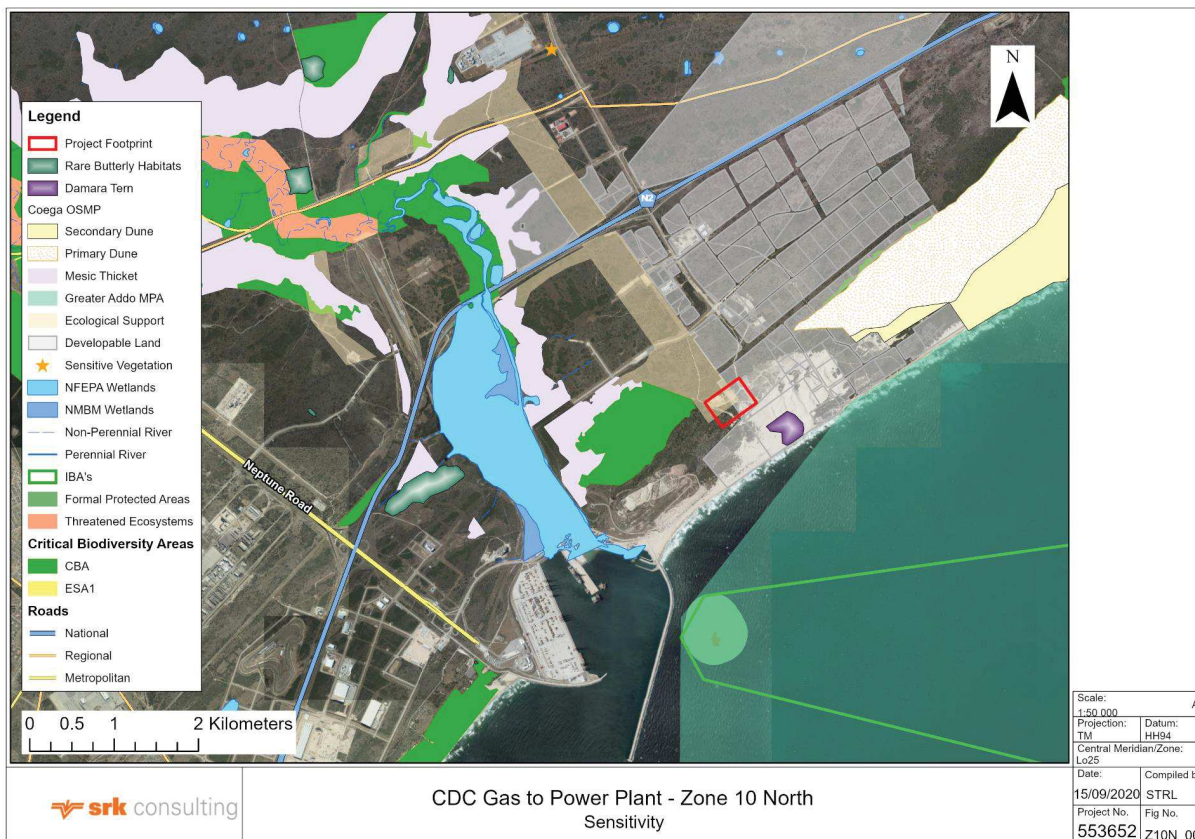 N
Legend
Project Footprint
Rare Butterly Habitats
Damara Tern
Coega OSMP
Secondary Dune
Primary Dune
Mesic Thicket
Greater Addo MPA
Ecological Support
Developable Land
Sensitive Vegetation
NFEPA Wetlands
NMBM Wetlands
Non-Perennial River
Perennial River
IBA's
Formal Protected Areas
Threatened Ecosystems
Critical Biodiversity Areas
CBA
ESA1
Roads
National
Regional
Metropolitan
N2
Neptune Road
0 0.5 1 2 Kilometers
srk consulting
CDC Gas to Power Plant - Zone 10 North
Sensitivity
Scale:
1:50 000
A
Projection: Datum:
TM HH94
Central Meridian/Zone:
Lo25
Date: Compiled b
15/09/2020 STRL
Project No. Fig No.
553652 Z10N_00